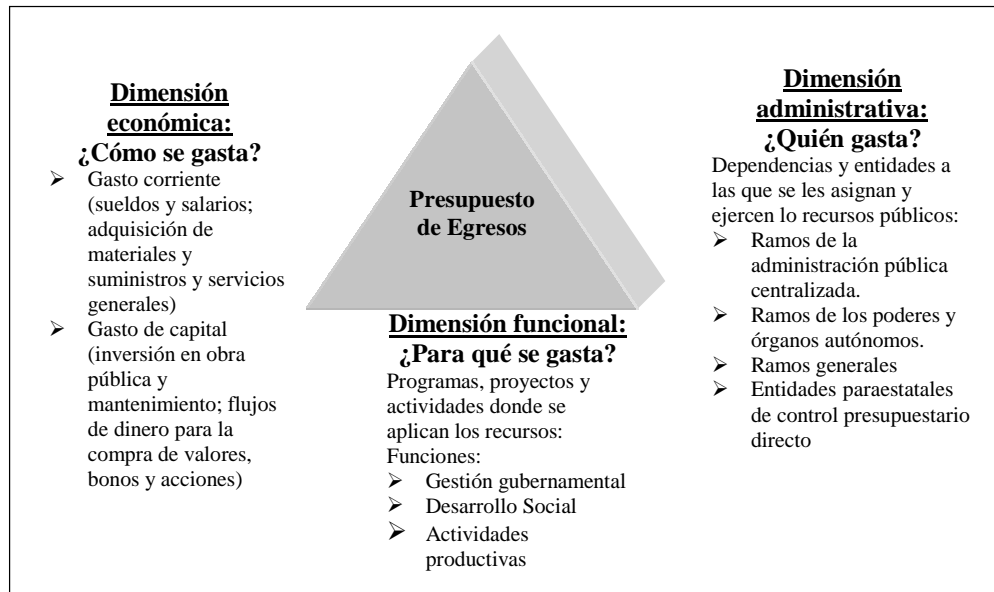 Dimensión
económica:
¿Cómo se gasta?
➢ Gasto corriente
(sueldos y salarios;
adquisición de
materiales y
suministros y servicios
generales)
➢ Gasto de capital
(inversión en obra
pública y
mantenimiento; flujos
de dinero para la
compra de valores,
bonos y acciones)
Presupuesto
de Egresos
Dimensión funcional:
¿Para qué se gasta?
Programas, proyectos y
actividades donde se
aplican los recursos:
Funciones:
➢ Gestión gubernamental
➢ Desarrollo Social
➢ Actividades
productivas
Dimensión
administrativa:
¿Quién gasta?
Dependencias y entidades a
las que se les asignan y
ejercen lo recursos públicos:
➢ Ramos de la
administración pública
centralizada.
➢ Ramos de los poderes y
órganos autónomos.
➢ Ramos generales
➢ Entidades paraestatales
de control presupuestario
directo